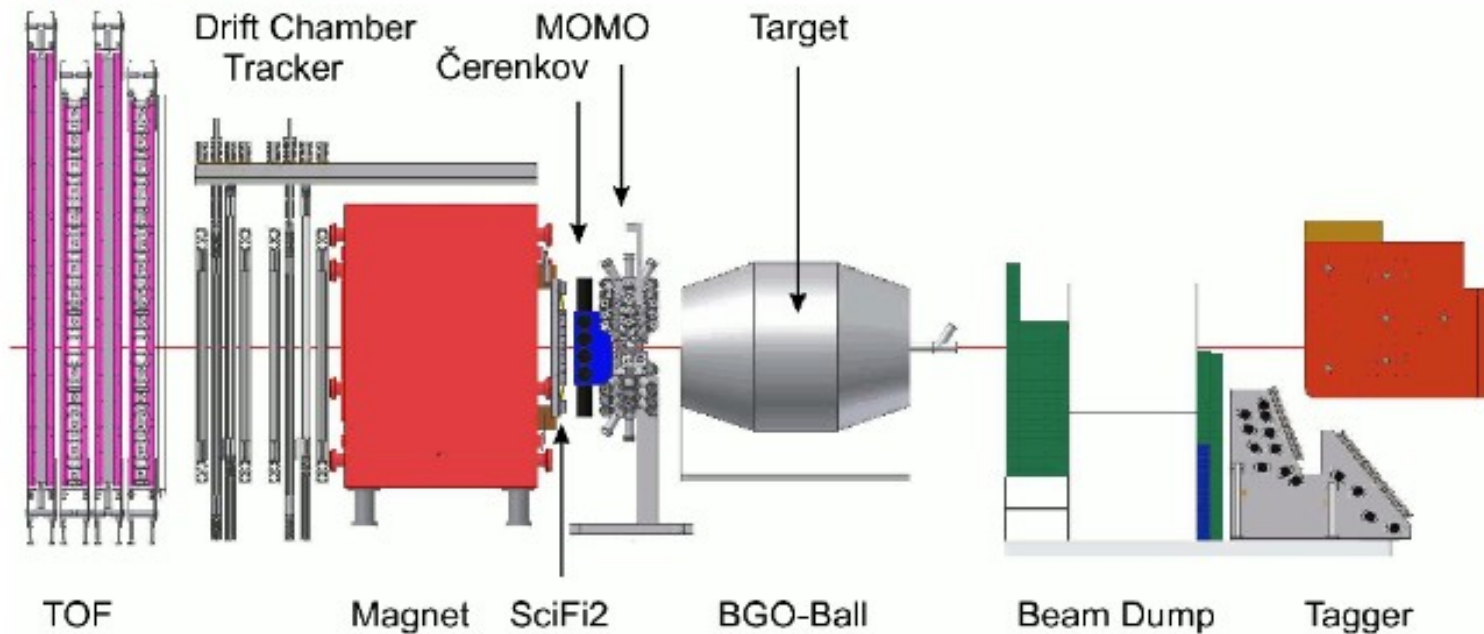 Drift Chamber
Tracker
Čerenkov
MOMO
Target
TOF
Magnet
SciFi2
BGO-Ball
Beam Dump
Tagger